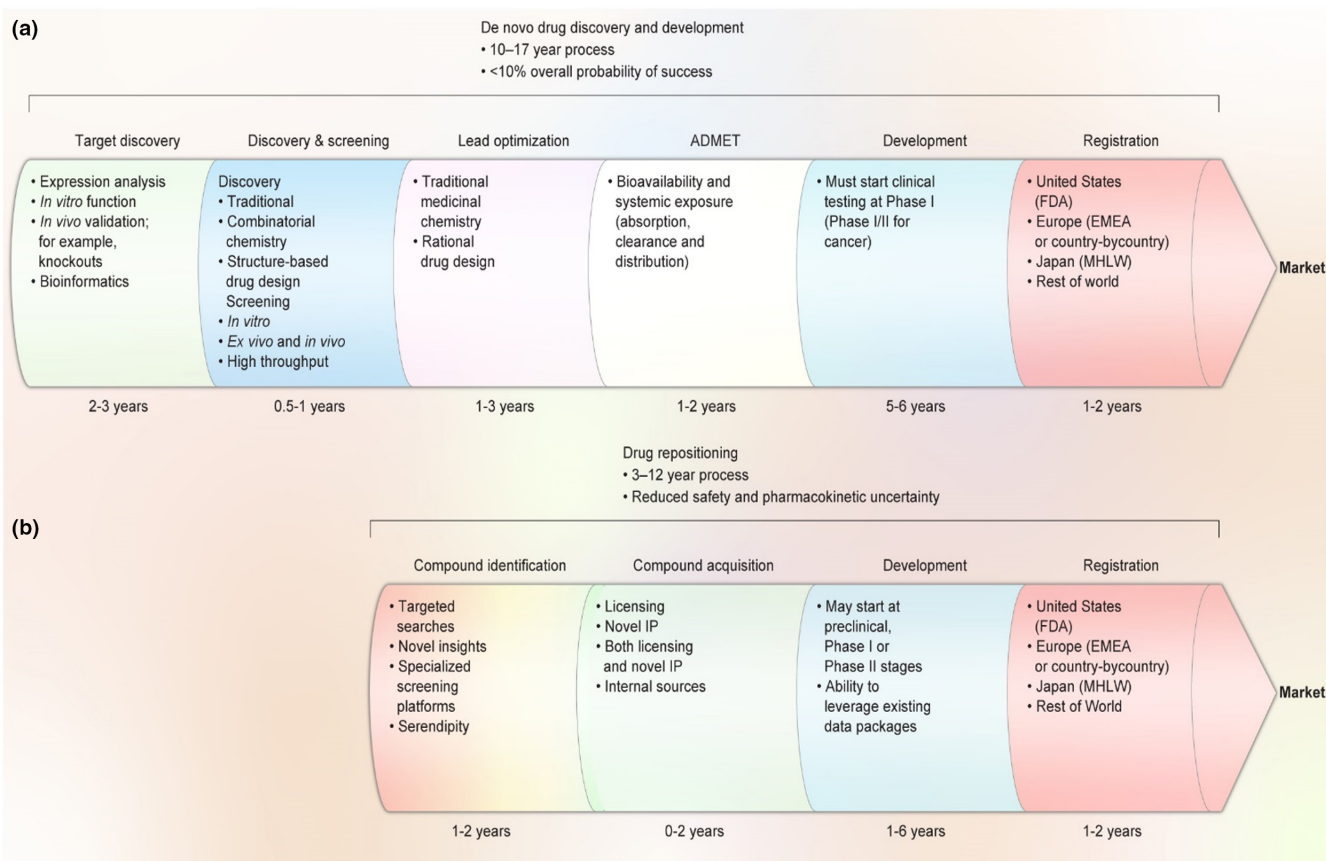 (a)
De novo drug discovery and development
• 10–17 year process
• <10% overall probability of success
Target discovery
Discovery & screening
Lead optimization
ADMET
Development
Registration
• Expression analysis
• In vitro function
• In vivo validation;
for example,
knockouts
• Bioinformatics
Discovery
• Traditional
• Combinatorial
chemistry
• Structure-based
drug design
Screening
• In vitro
• Ex vivo and in vivo
• High throughput
• Traditional
medicinal
chemistry
• Rational
drug design
• Bioavailability and
systemic exposure
(absorption,
clearance and
distribution)
• Must start clinical
testing at Phase I
(Phase I/II for
cancer)
• United States
(FDA)
• Europe (EMEA
or country-bycountry)
• Japan (MHLW)
• Rest of world
Market
2-3 years
0.5-1 years
1-3 years
1-2 years
5-6 years
1-2 years
Drug repositioning
• 3–12 year process
• Reduced safety and pharmacokinetic uncertainty
(b)
Compound identification
Compound acquisition
Development
Registration
• Targeted
searches
• Novel insights
• Specialized
screening
platforms
• Serendipity
• Licensing
• Novel IP
• Both licensing
and novel IP
• Internal sources
• May start at
preclinical,
Phase I or
Phase II stages
• Ability to
leverage existing
data packages
• United States
(FDA)
• Europe (EMEA
or country-bycountry)
• Japan (MHLW)
• Rest of World
Market
1-2 years
0-2 years
1-6 years
1-2 years